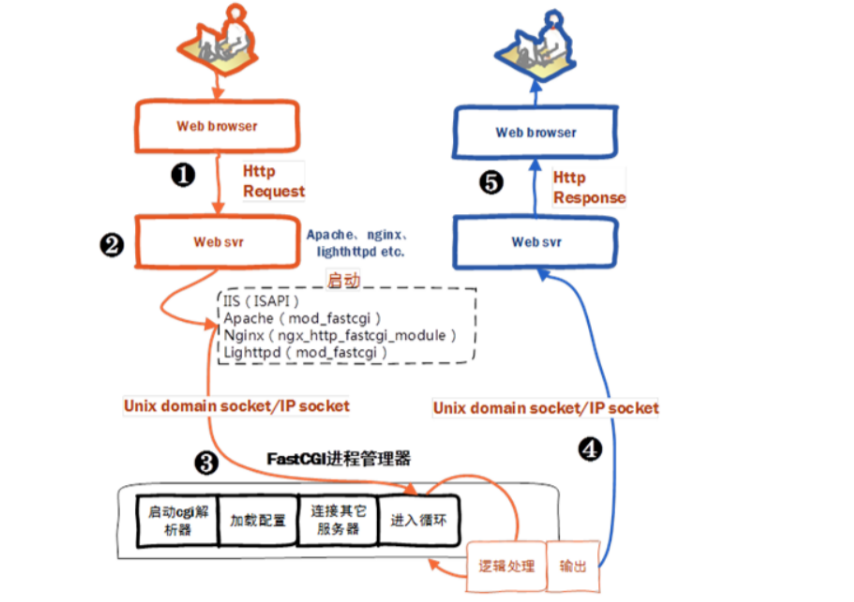 Web browser
❶
Http
Request
❷
Web svr
Apache、nginx、
lighthttpd etc.
启动
IIS（ISAPI）
Apache（mod_fastcgi）
Nginx（ngx_http_fastcgi_module）
Lighttpd（mod_fastcgi）
Unix domain socket/IP socket
❸
FastCGI进程管理器
启动cgi解
析器
加载配置
连接其它
服务器
进入循环
逻辑处理
输出
❹
Unix domain socket/IP socket
Web svr
❺
Http
Response
Web browser